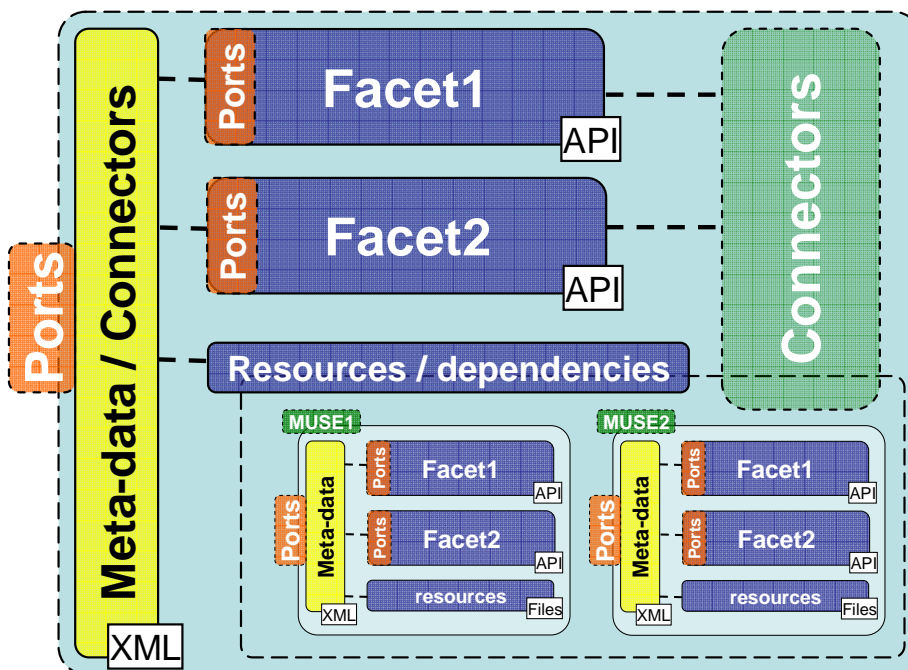 Ports
Meta-data / Connectors
XML
Ports
Facet1
API
Ports
Facet2
API
Connectors
Resources / dependencies
MUSE1
Ports
Meta-data
XML
Ports
Facet1
API
Ports
Facet2
API
resources
Files
MUSE2
Ports
Meta-data
XML
Ports
Facet1
API
Ports
Facet2
API
resources
Files